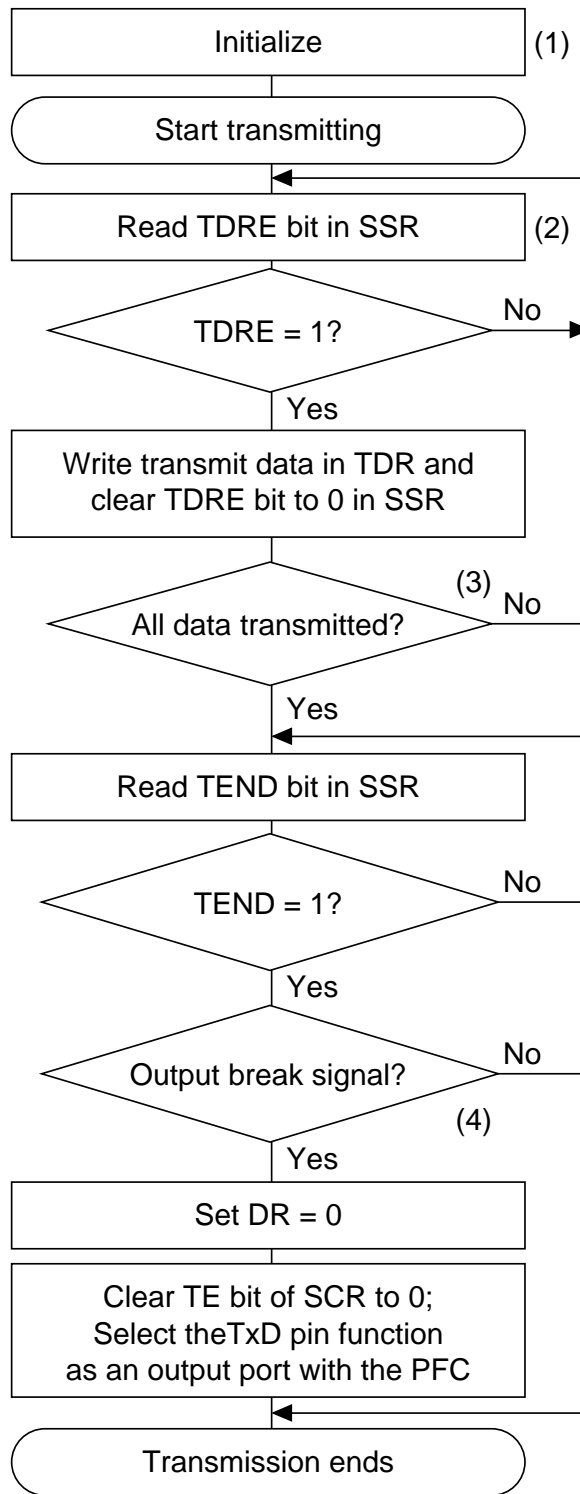 Initialize
(1)
Start transmitting
Read TDRE bit in SSR
(2)
TDRE = 1?
No
Yes
Write transmit data in TDR and
clear TDRE bit to 0 in SSR
(3)
All data transmitted?
No
Yes
Read TEND bit in SSR
TEND = 1?
No
Yes
Output break signal?
No
(4)
Yes
Set DR = 0
Clear TE bit of SCR to 0;
Select theTxD pin function
as an output port with the PFC
Transmission ends